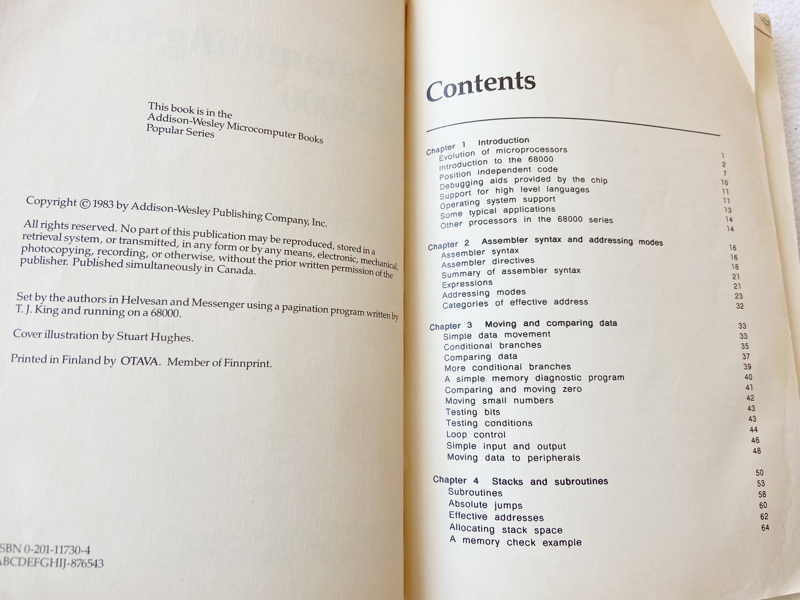 This book is in the
Addison-Wesley Microcomputer Books
Popular Series
Copyright © 1983 by Addison-Wesley Publishing Company, Inc.
All rights reserved. No part of this publication may be reproduced, stored in a
retrieval system, or transmitted, in any form or by any means, electronic, mechanical,
photocopying, recording, or otherwise, without the prior written permission of the
publisher. Published simultaneously in Canada.
Set by the authors in Helvesan and Messenger using a pagination program written by
T. J. King and running on a 68000.
Cover illustration by Stuart Hughes.
Printed in Finland by OTAVA. Member of Finnprint.
SBN 0-201-11730-4
ABCDEFGHIJ-876543
Contents
Chapter 1 Introduction 1
Evolution of microprocessors 2
Introduction to the 68000 7
Position independent code 10
Debugging aids provided by the chip 11
Support for high level languages 11
Operating system support 13
Some typical applications 14
Other processors in the 68000 series 14
Chapter 2 Assembler syntax and addressing modes 16
Assembler syntax 16
Assembler directives 18
Summary of assembler syntax 21
Expressions 21
Addressing modes 23
Categories of effective address 32
Chapter 3 Moving and comparing data 33
Simple data movement 33
Conditional branches 35
Comparing data 37
More conditional branches 39
A simple memory diagnostic program 40
Comparing and moving zero 41
Moving small numbers 42
Testing bits 43
Testing conditions 43
Loop control 44
Simple input and output 46
Moving data to peripherals 48
Chapter 4 Stacks and subroutines 50
Subroutines 53
Absolute jumps 58
Effective addresses 60
Allocating stack space 62
A memory check example 64